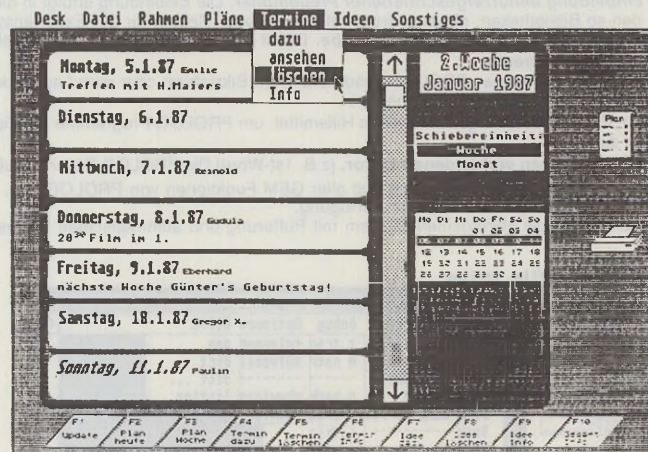 Desk Datei Rahmen Pläne Termine Ideen Sonstiges
dazu
ansehen
löschen
Info
Montag, 5.1.87 Emil
Treffen mit H.Maiers
Dienstag, 6.1.87
Mittwoch, 7.1.87 Reinold
Donnerstag, 8.1.87 Gudula
20³⁰ Film im 1.
Freitag, 9.1.87 Eberhard
nächste Woche Günter's Geburtstag!
Samstag, 10.1.87 Gregor X.
Sonntag, 11.1.87 Paulin
2.Woche
Januar 1987
Schiebereinheit:
Woche
Monat
Mo Di Mi Do Fr Sa So
01 02 03 04
05 07 08 09 10 11
12 13 14 15 16 17 18
19 20 21 22 23 24 25
26 27 28 29 30 31
Plan
F1 Update
F2 Plan heute
F3 Plan Woche
F4 Termin dazu
F5 Termin löschen
F6 Termin Info
F7 Idee
F8 Idee löschen
F9 Idee Info
F10 Info